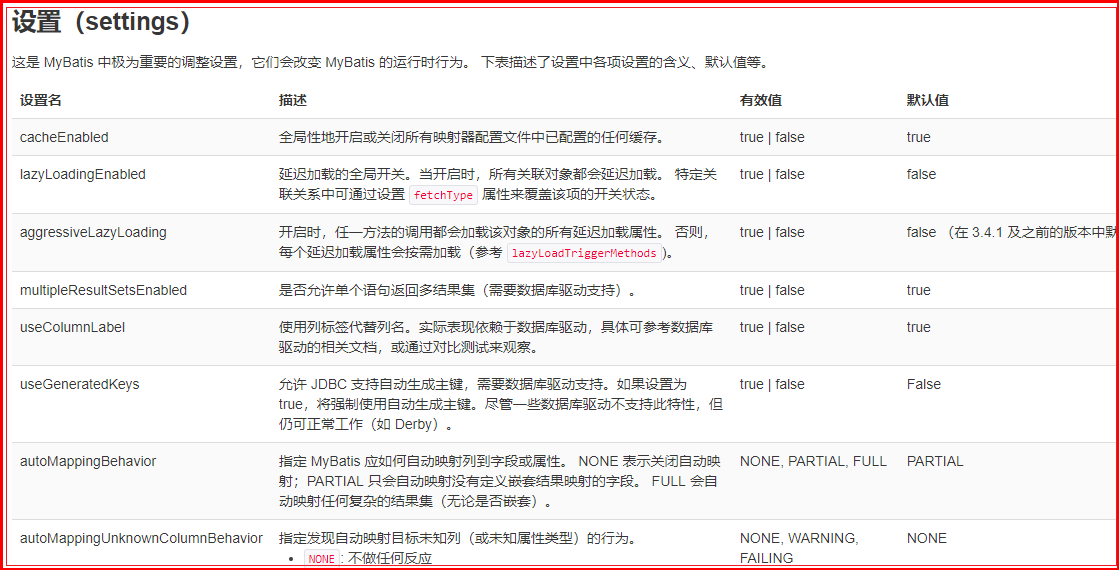 设置（settings）
这是 MyBatis 中极为重要的调整设置，它们会改变 MyBatis 的运行时行为。 下表描述了设置中各项设置的含义、默认值等。
设置名 描述 有效值 默认值
cacheEnabled 全局性地开启或关闭所有映射器配置文件中已配置的任何缓存。 true | false true
lazyLoadingEnabled 延迟加载的全局开关。当开启时，所有关联对象都会延迟加载。 特定关 true | false false
联关系中可通过设置 fetchType 属性来覆盖该项的开关状态。
aggressiveLazyLoading 开启时，任一方法的调用都会加载该对象的所有延迟加载属性。 否则， true | false false （在 3.4.1 及之前的版本中默
每个延迟加载属性会按需加载（参考 lazyLoadTriggerMethods )。
multipleResultSetsEnabled 是否允许单个语句返回多结果集（需要数据库驱动支持）。 true | false true
useColumnLabel 使用列标签代替列名。实际表现依赖于数据库驱动，具体可参考数据库 true | false true
驱动的相关文档，或通过对比测试来观察。
useGeneratedKeys 允许 JDBC 支持自动生成主键，需要数据库驱动支持。如果设置为 true | false False
true，将强制使用自动生成主键。尽管一些数据库驱动不支持此特性，但
仍可正常工作（如 Derby）。
autoMappingBehavior 指定 MyBatis 应如何自动映射列到字段或属性。 NONE 表示关闭自动映 NONE, PARTIAL, FULL PARTIAL
射；PARTIAL 只会自动映射没有定义嵌套结果映射的字段。 FULL 会自
动映射任何复杂的结果集（无论是否嵌套）。
autoMappingUnknownColumnBehavior 指定发现自动映射目标未知列（或未知属性类型）的行为。 NONE, WARNING, NONE
• NONE : 不做任何反应 FAILING